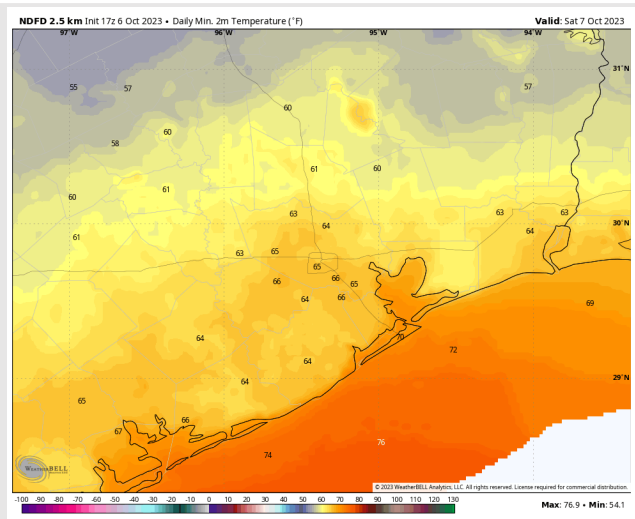 NDFD 2.5 km Init 17z 6 Oct 2023 • Daily Min. 2m Temperature (°F)
Valid: Sat 7 Oct 2023
97°W 96°W 95°W 94°W
31°N
55 57 57
60
60
58
61 60
61
60
63 63 63
64 64 30°N
61
63 65
65
66 66 65
64 66
69
70
64 72
64 29°N
64
65
66
67
76
74
WeatherBELL
© 2023 WeatherBELL Analytics, LLC. All rights reserved. License required for commercial distribution.
-100 -90 -80 -70 -60 -50 -40 -30 -20 -10 0 10 20 30 40 50 60 70 80 90 100 110 120 130
Max: 76.9 • Min: 54.1